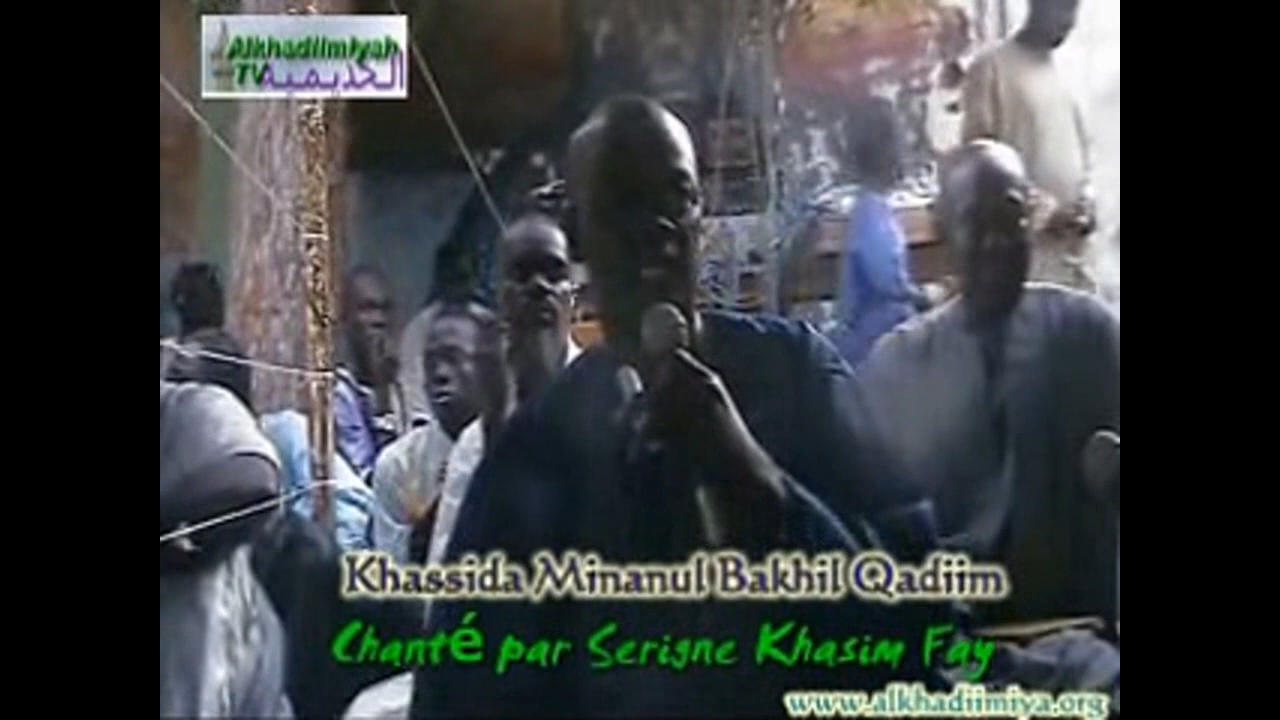 Alkhadiimiyah
TV الخديمية
Khassida Minanul Bakhil Qadiim
Chanté par Serigne Khasim Fay
www.alkhadiimiya.org